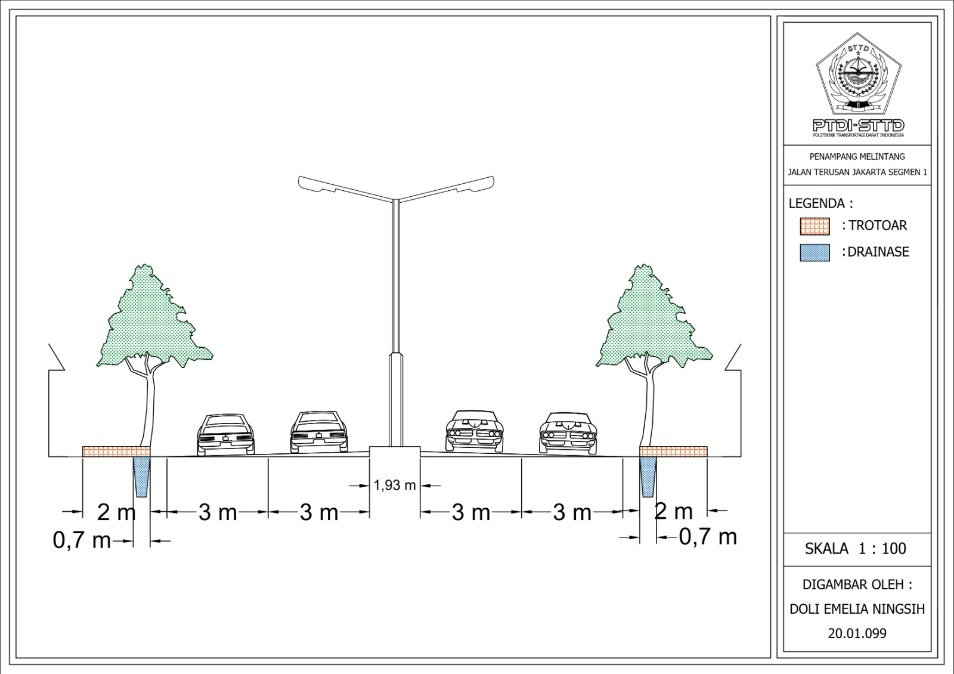 STTD
PTDI-STTD
POLITEKNIK TRANSPORTASI DARAT INDONESIA
PENAMPANG MELINTANG
JALAN TERUSAN JAKARTA SEGMEN 1
LEGENDA :
: TROTOAR
: DRAINASE
1,93 m
2 m
3 m
3 m
3 m
3 m
2 m
0,7 m
0,7 m
SKALA 1 : 100
DIGAMBAR OLEH :
DOLI EMELIA NINGSIH
20.01.099